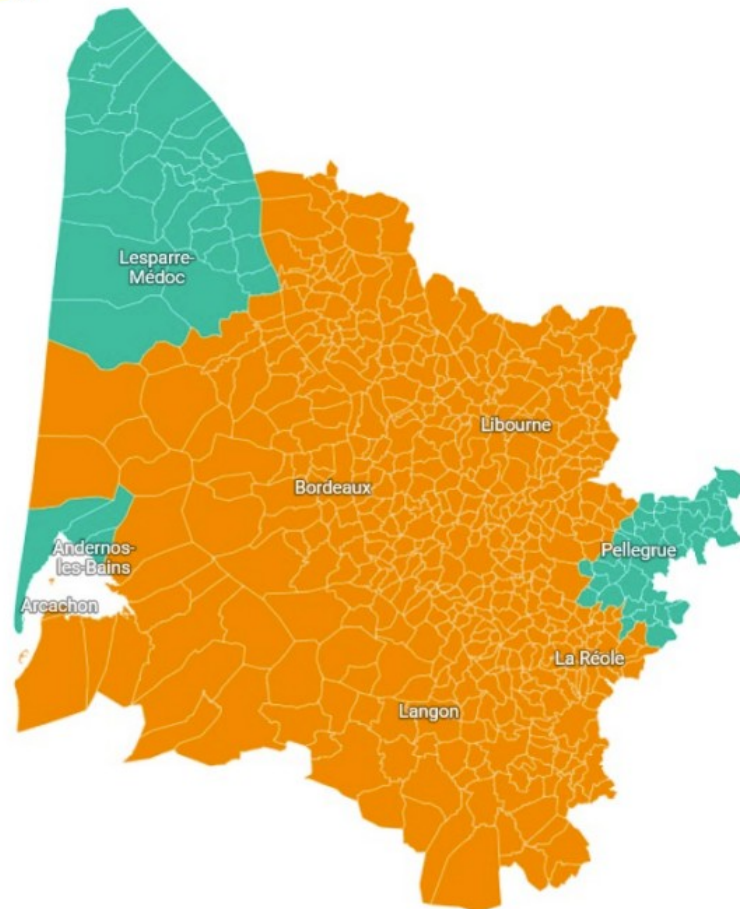 Lesparre-
Médoc
Libourne
Bordeaux
Andernos-
les-Bains
Pellegrue
Arcachon
La Réole
Langon